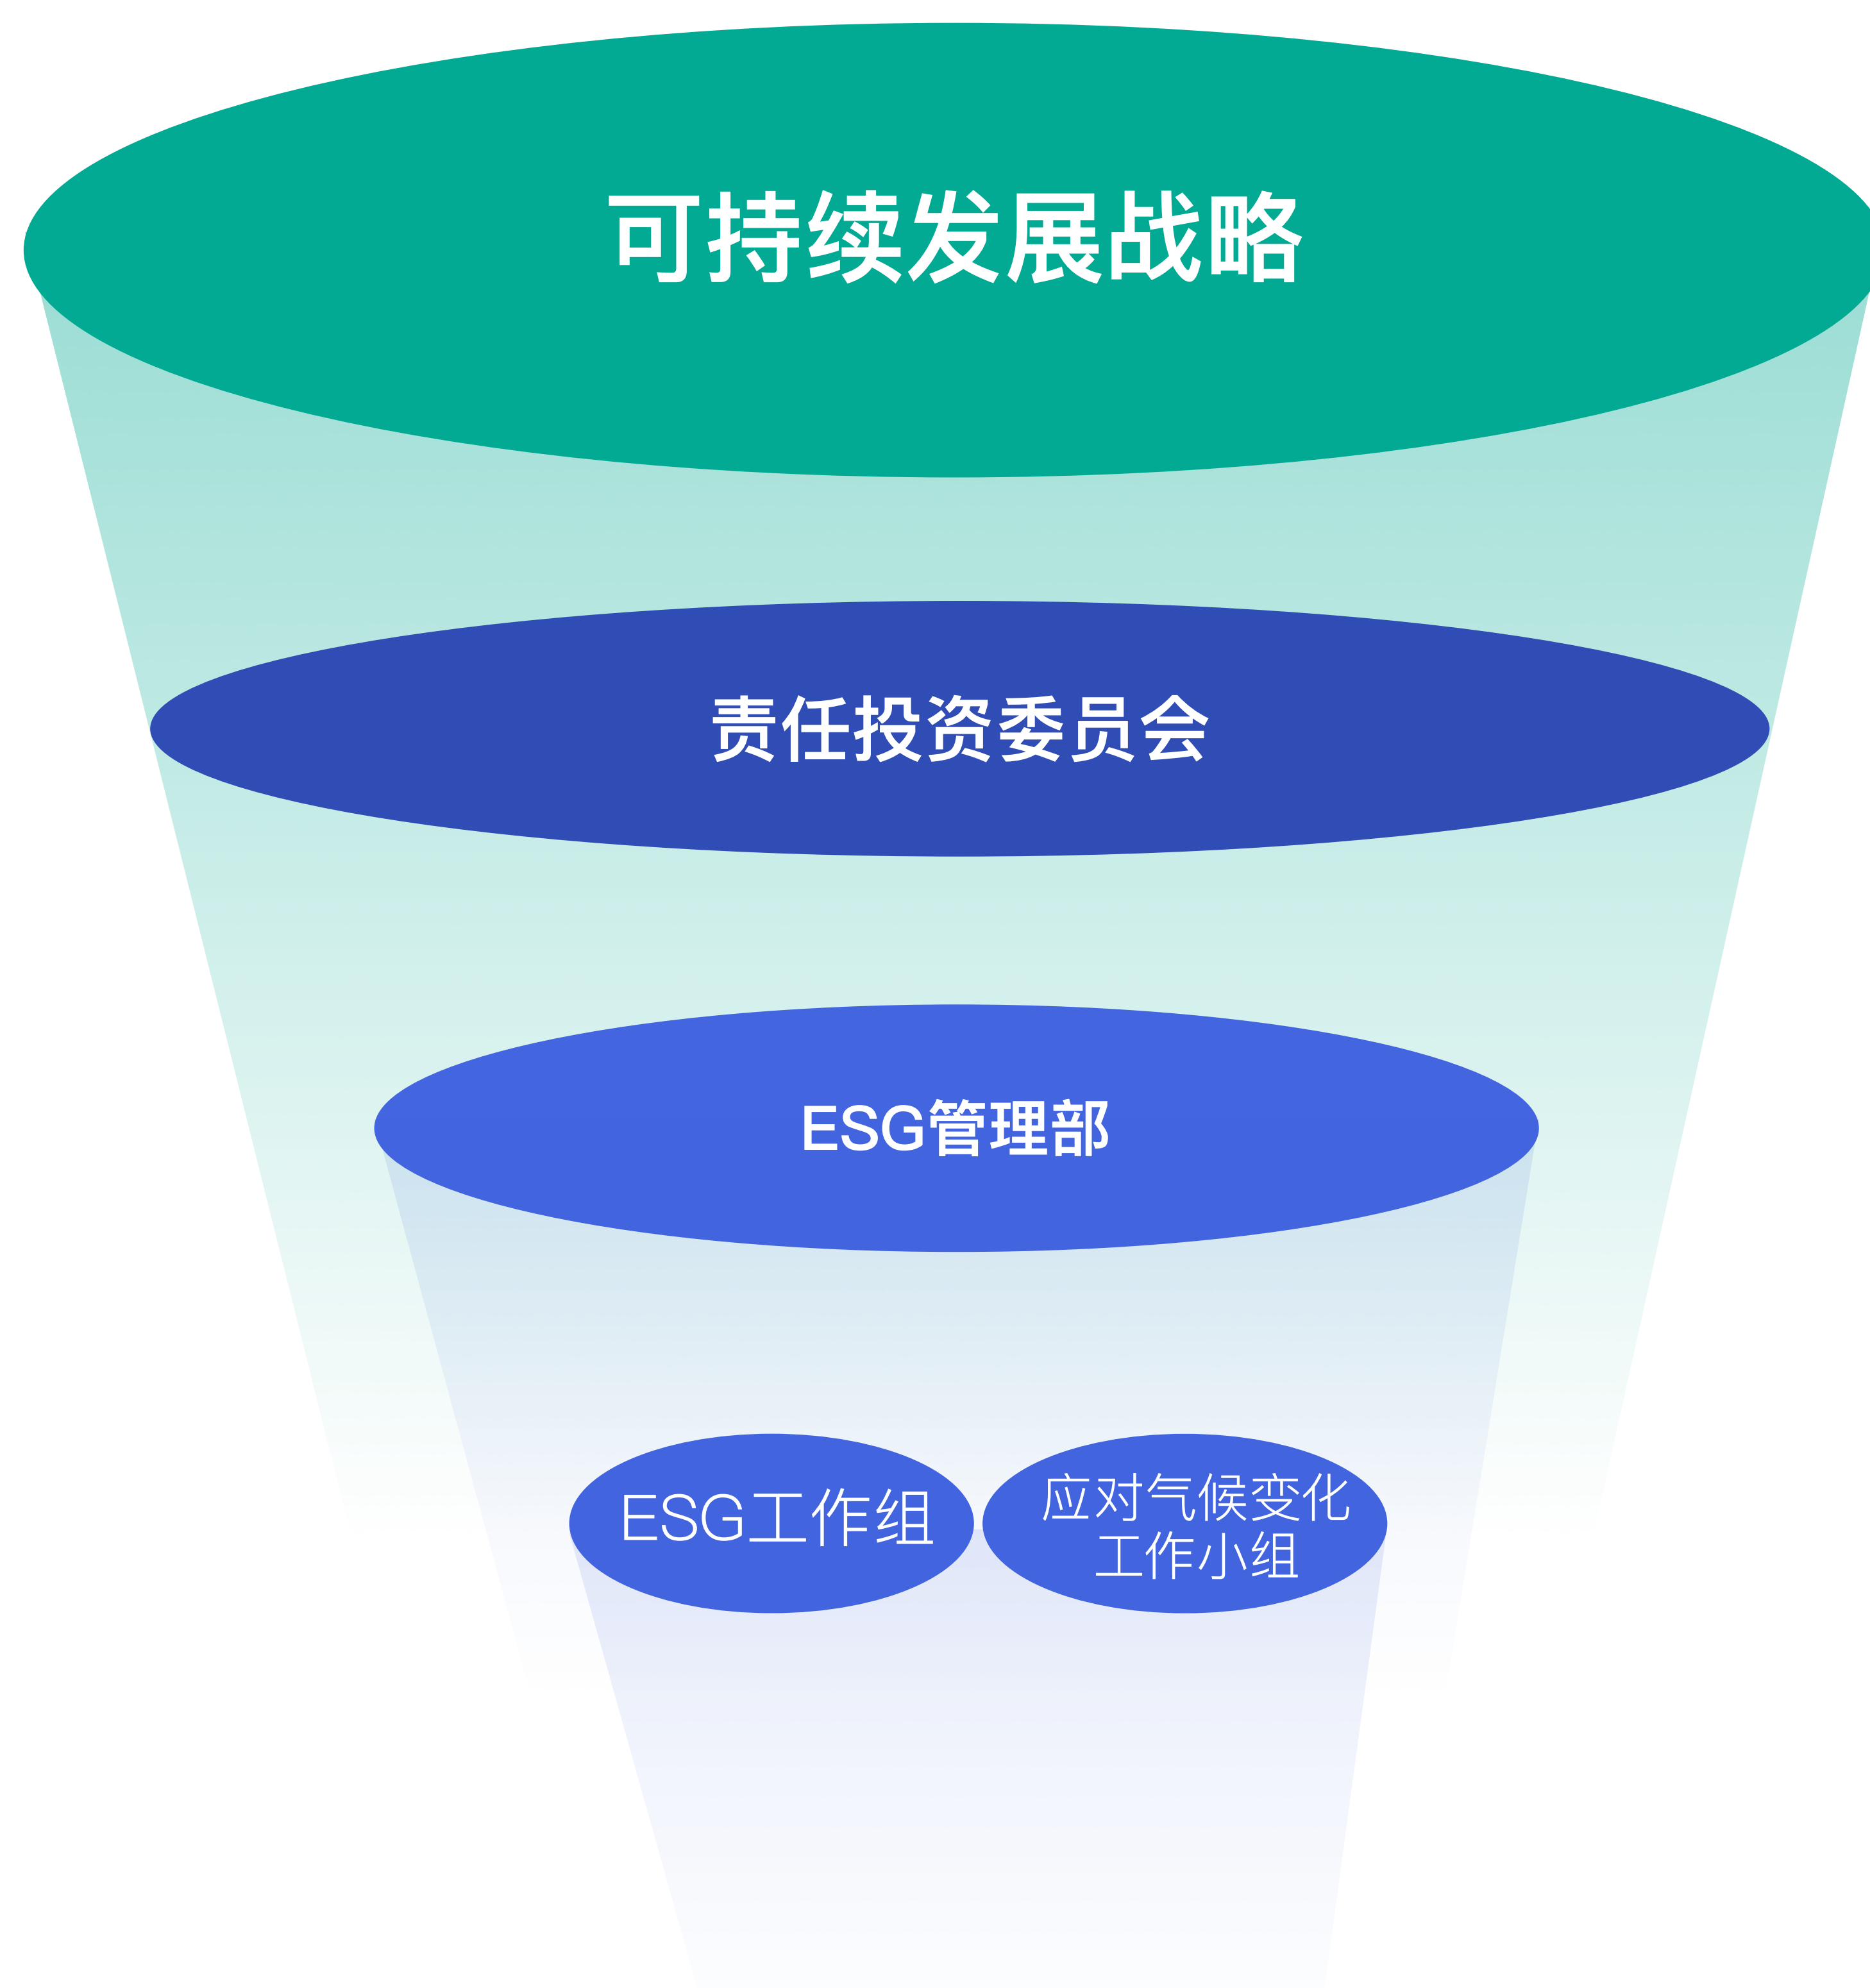 可持续发展战略
责任投资委员会
ESG管理部
ESG工作组
应对气候变化
工作小组